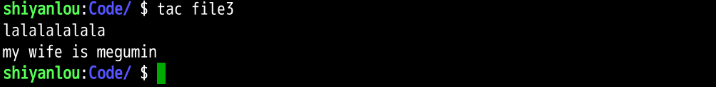 shiyanlou:Code/ $ tac file3
lalalalalala
my wife is megumin
shiyanlou:Code/ $